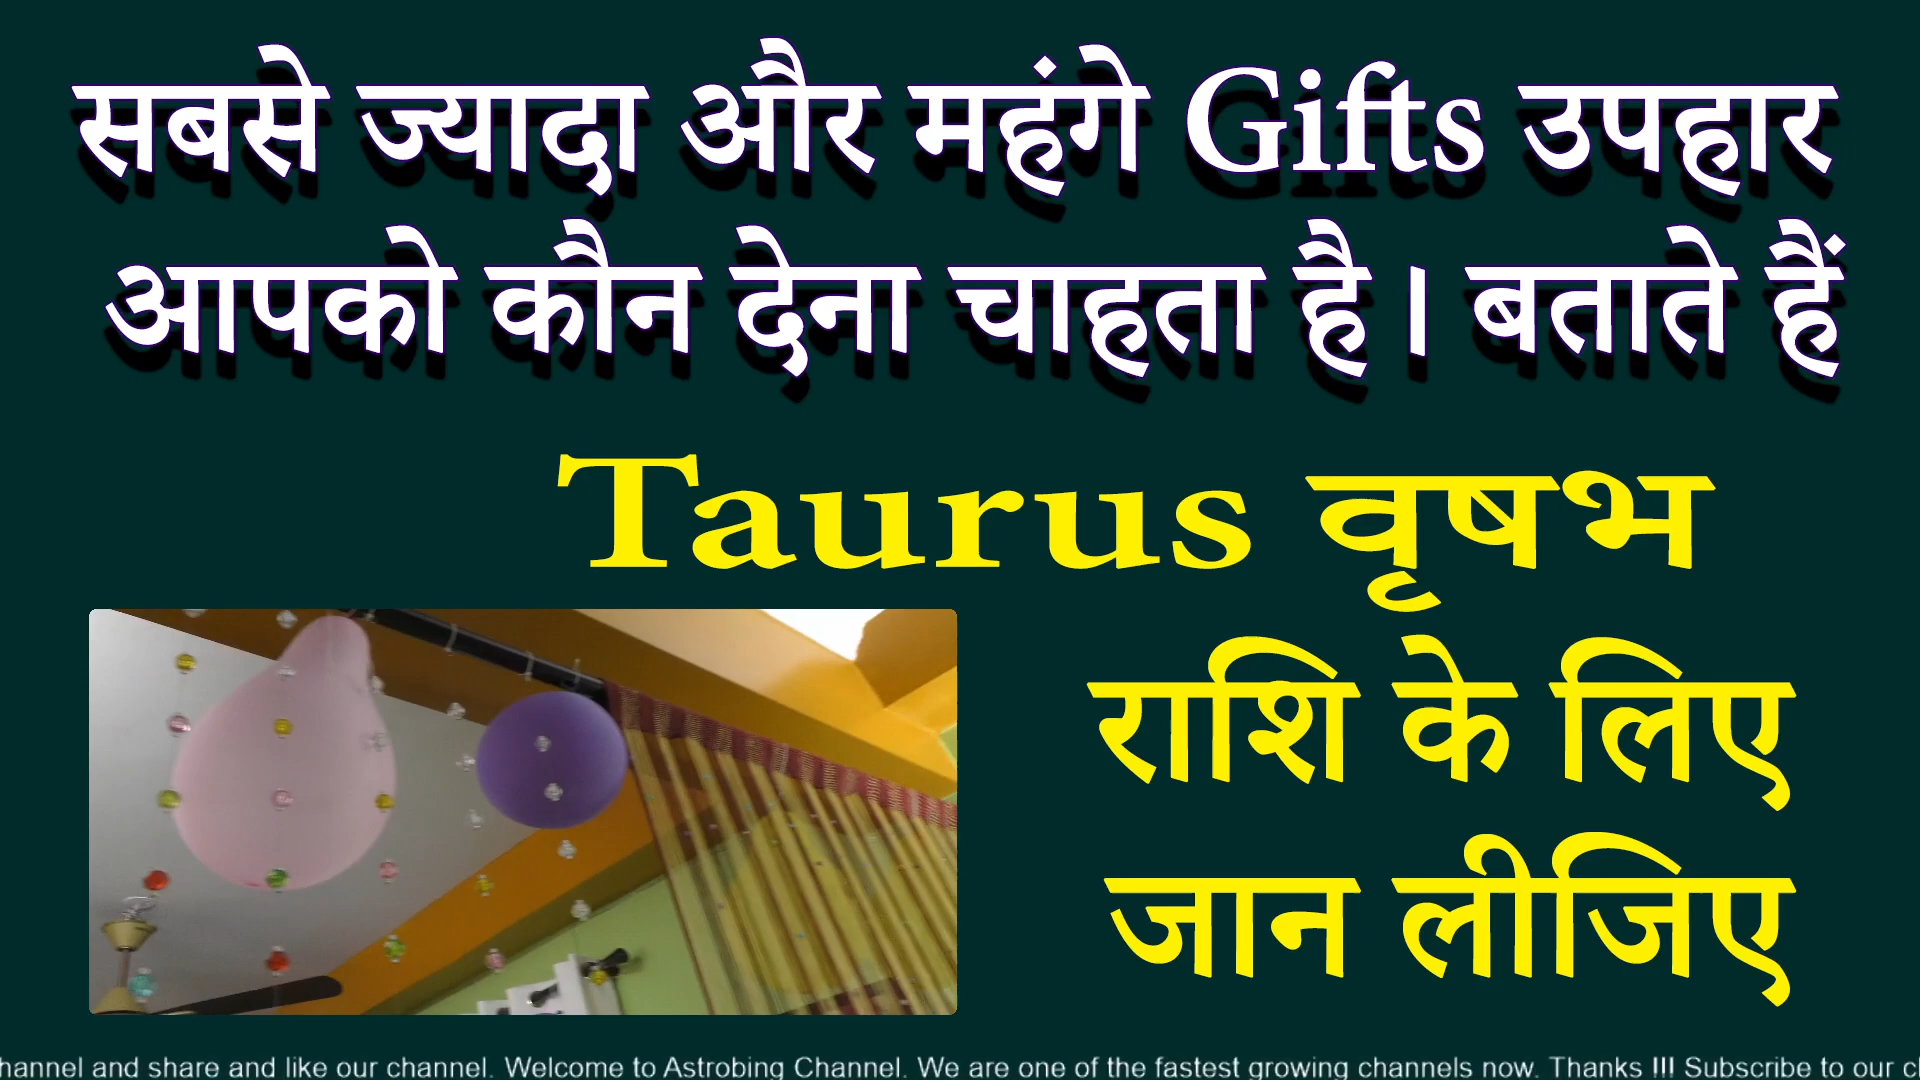 सबसे ज्यादा और महंगे Gifts उपहार
आपको कौन देना चाहता है । बताते हैं
Taurus वृषभ
राशि के लिए
जान लीजिए
hannel and share and like our channel. Welcome to Astrobing Channel. We are one of the fastest growing channels now. Thanks !!! Subscribe to our c